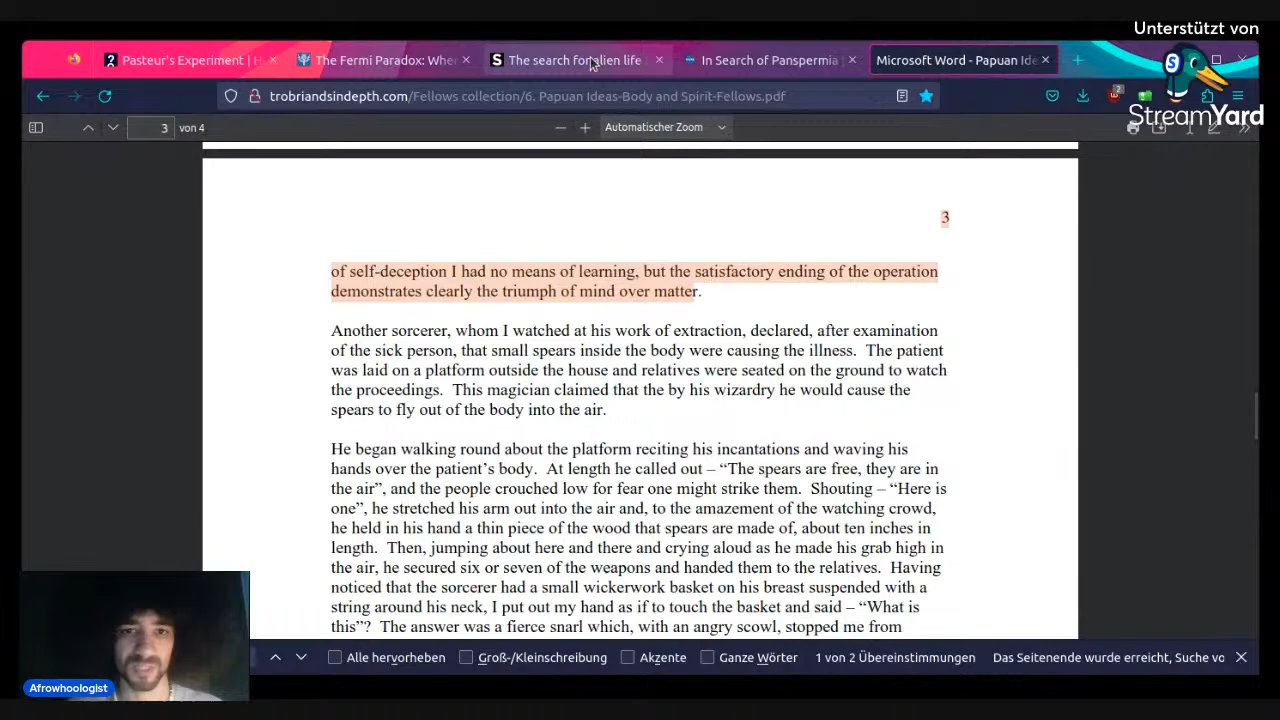 Unterstützt von
StreamYard
Pasteur's Experiment | H
The Fermi Paradox: Wher
The search for alien life
In Search of Panspermia |
Microsoft Word - Papuan Ide
trobriandsindepth.com/Fellows collection/6. Papuan Ideas-Body and Spirit-Fellows.pdf
2
3 von 4
Automatischer Zoom
3
of self-deception I had no means of learning, but the satisfactory ending of the operation
demonstrates clearly the triumph of mind over matter.
Another sorcerer, whom I watched at his work of extraction, declared, after examination
of the sick person, that small spears inside the body were causing the illness. The patient
was laid on a platform outside the house and relatives were seated on the ground to watch
the proceedings. This magician claimed that the by his wizardry he would cause the
spears to fly out of the body into the air.
He began walking round about the platform reciting his incantations and waving his
hands over the patient's body. At length he called out – “The spears are free, they are in
the air”, and the people crouched low for fear one might strike them. Shouting – “Here is
one”, he stretched his arm out into the air and, to the amazement of the watching crowd,
he held in his hand a thin piece of the wood that spears are made of, about ten inches in
length. Then, jumping about here and there and crying aloud as he made his grab high in
the air, he secured six or seven of the weapons and handed them to the relatives. Having
noticed that the sorcerer had a small wickerwork basket on his breast suspended with a
string around his neck, I put out my hand as if to touch the basket and said – “What is
this”? The answer was a fierce snarl which, with an angry scowl, stopped me from
Alle hervorheben
Groß-/Kleinschreibung
Akzente
Ganze Wörter
1 von 2 Übereinstimmungen
Das Seitenende wurde erreicht, Suche vo
Afrowhoologist